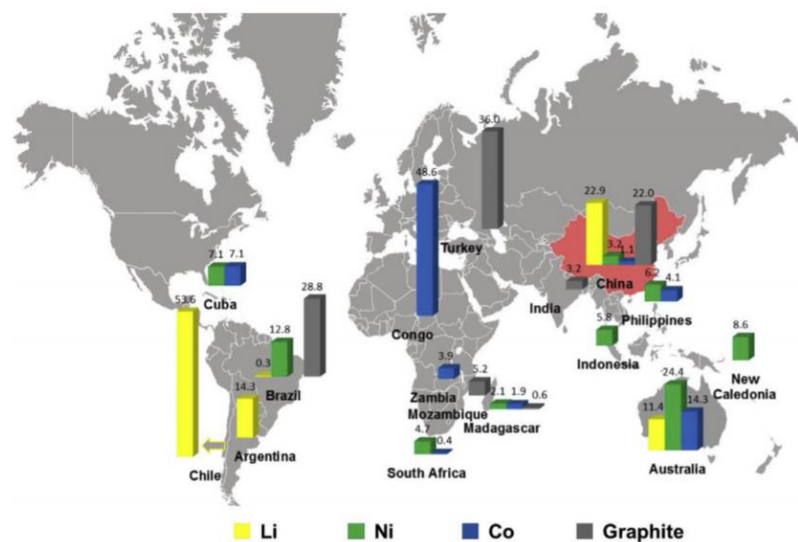 36.0
48.6
22.9
22.0
3.2
1.1
7.1 7.1
Turkey
China
Cuba
3.2
6.2
4.1
53.6
28.8
India
Philippines
Congo
5.8
8.6
12.8
Indonesia
0.3
3.9
New
Caledonia
Brazil
5.2
24.4
14.3
Zambia
2.1 1.9 0.6
11.4
14.3
Mozambique
Madagascar
4.7
0.4
Argentina
Chile
South Africa
Australia
Li Ni Co Graphite